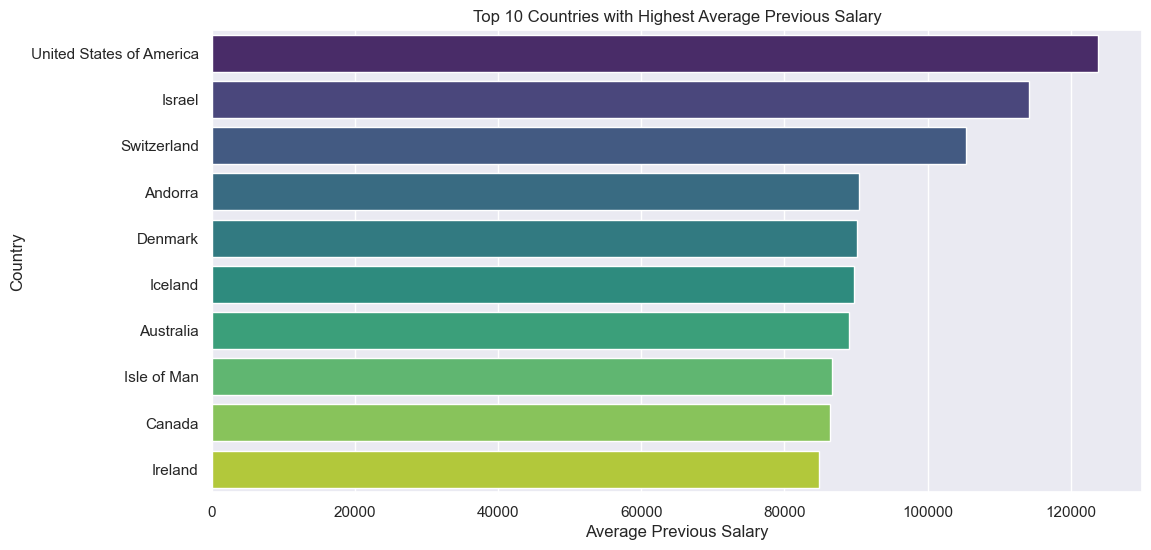 Top 10 Countries with Highest Average Previous Salary
United States of America
Israel
Switzerland
Andorra
Denmark
Iceland
Australia
Isle of Man
Canada
Ireland
Country
0 20000 40000 60000 80000 100000 120000
Average Previous Salary